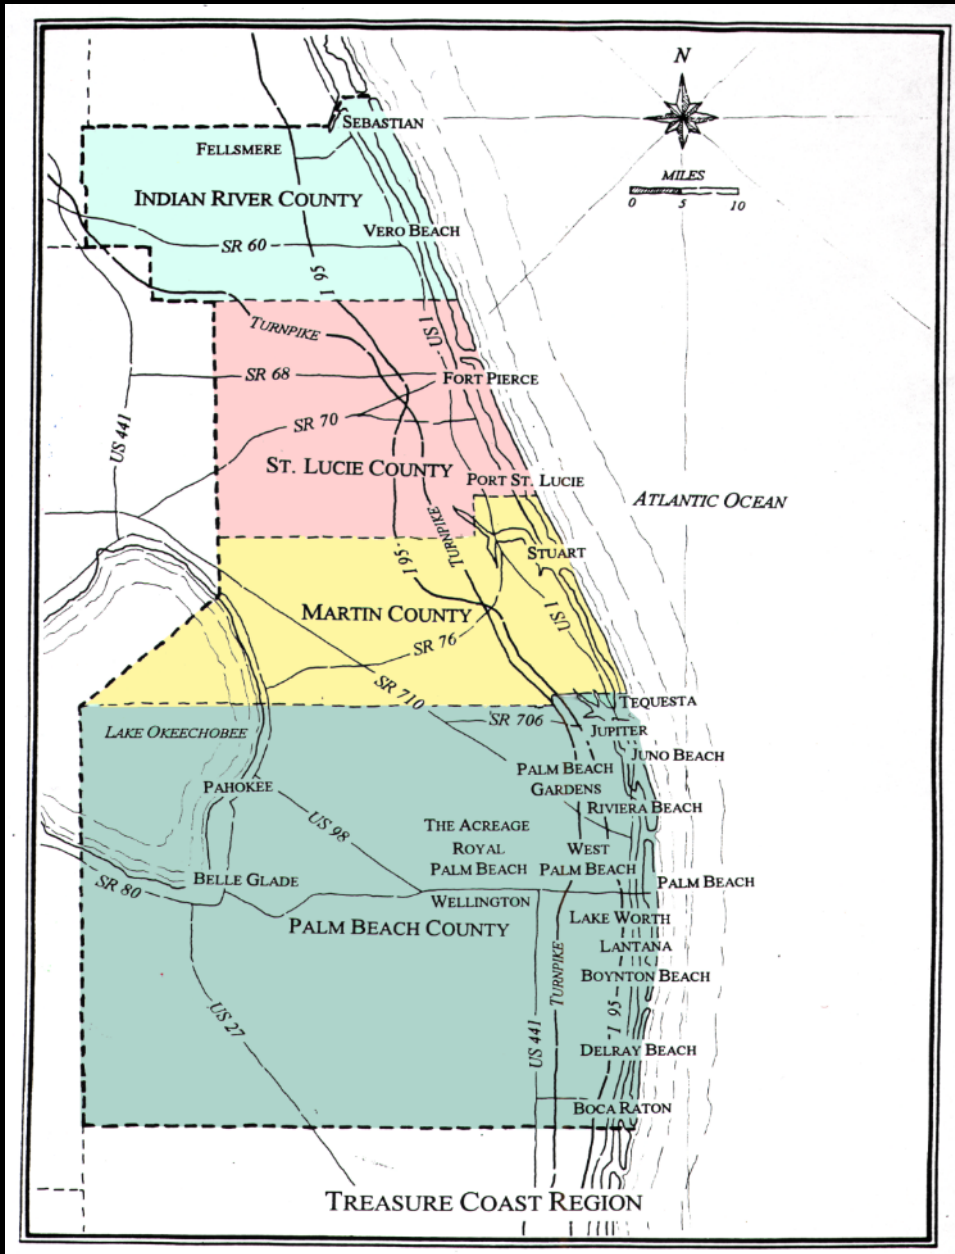 N
SEBASTIAN
FELLSMERE
MILES
0 5 10
INDIAN RIVER COUNTY
VERO BEACH
SR 60
I 95
TURNPIKE
US 1
SR 68
FORT PIERCE
US 441
SR 70
ST. LUCIE COUNTY
PORT ST. LUCIE
ATLANTIC OCEAN
TURNPIKE
I 95
STUART
MARTIN COUNTY
US 1
SR 76
SR 710
TEQUESTA
SR 706
JUPITER
LAKE OKEECHOBEE
JUNO BEACH
PALM BEACH
GARDENS
PAHOKEE
RIVIERA BEACH
US 98
THE ACREAGE
ROYAL
PALM BEACH
WEST
PALM BEACH
BELLE GLADE
SR 80
PALM BEACH
WELLINGTON
LAKE WORTH
PALM BEACH COUNTY
LANTANA
TURNPIKE
BOYNTON BEACH
US 27
I 95
US 441
DELRAY BEACH
BOCA RATON
TREASURE COAST REGION